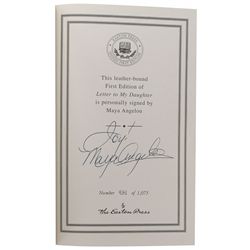 This leather-bound
First Edition of
Letter to My Daughter
is personally signed by
Maya Angelou
Joy!
Maya Angelou
Number
of 1,075
The Easton Press